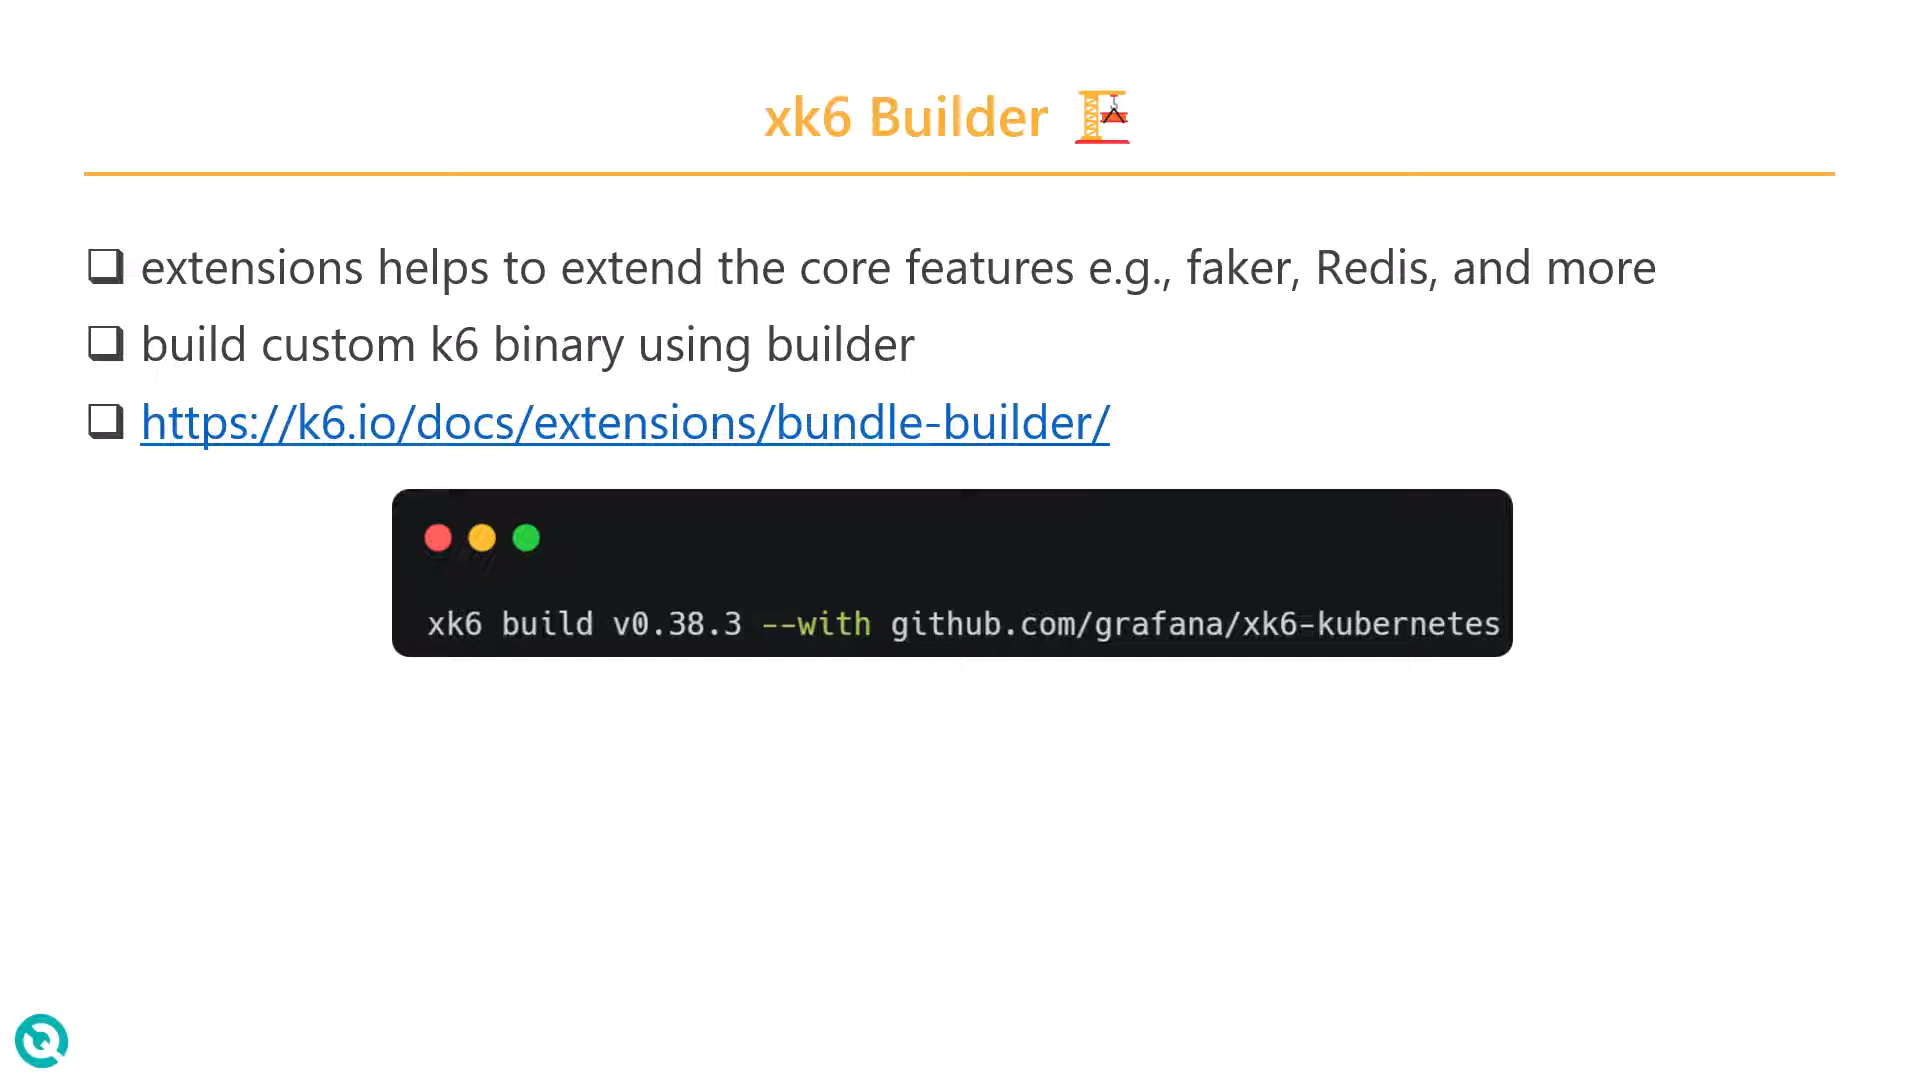 xk6 Builder
extensions helps to extend the core features e.g., faker, Redis, and more
build custom k6 binary using builder
https://k6.io/docs/extensions/bundle-builder/
xk6 build v0.38.3 --with github.com/grafana/xk6-kubernetes